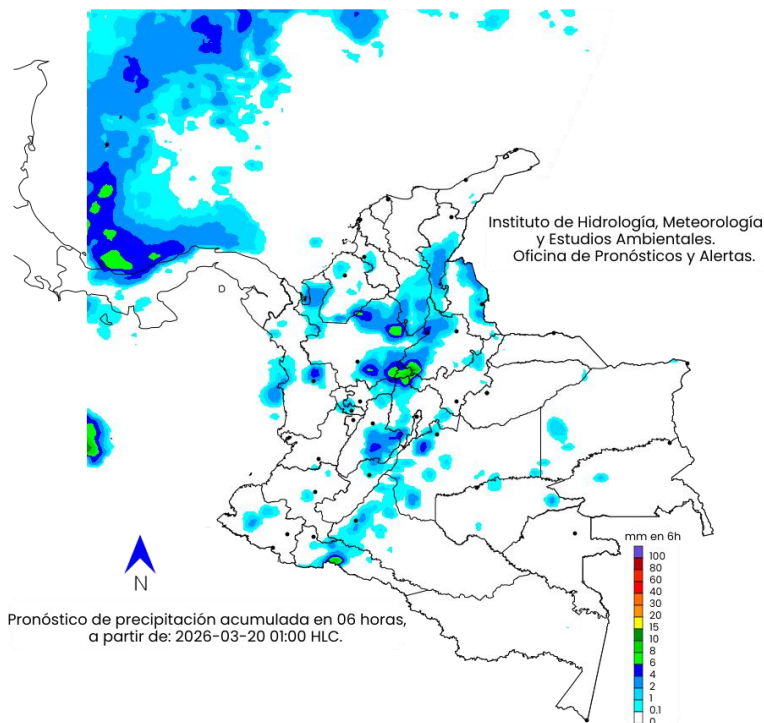 Instituto de Hidrología, Meteorología
y Estudios Ambientales.
Oficina de Pronósticos y Alertas.
N
Pronóstico de precipitación acumulada en 06 horas,
a partir de: 2026-03-20 01:00 HLC.
mm en 6h
100
80
60
40
30
20
15
10
8
6
4
2
1
0.1
0